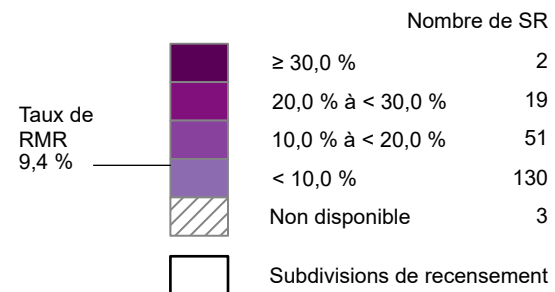 Nombre de SR
≥ 30,0 % 2
20,0 % à < 30,0 % 19
Taux de
RMR
9,4 %
10,0 % à < 20,0 % 51
< 10,0 % 130
Non disponible 3
Subdivisions de recensement